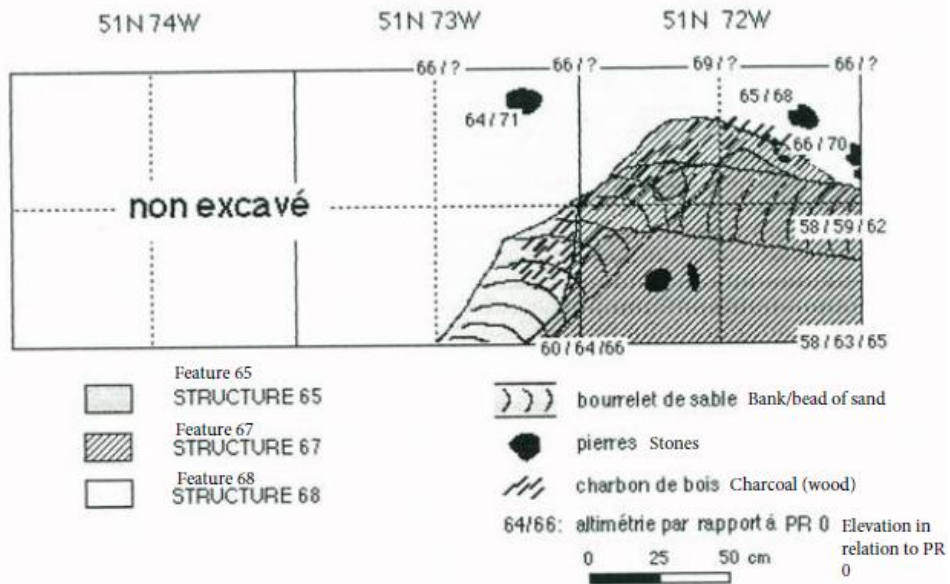 51N 74W 51N 73W 51N 72W
66 / ? 66 / ? 69 / ? 66 / ?
65 / 68
64 / 71
66 / 70
non excavé
58 / 59 / 62
60 / 64 / 66 58 / 63 / 65
Feature 65
STRUCTURE 65
Feature 67
STRUCTURE 67
Feature 68
STRUCTURE 68
bourrelet de sable Bank/bead of sand
pierres Stones
charbon de bois Charcoal (wood)
64/66: altimétrie par rapport á PR 0 Elevation in
relation to PR
0
0 25 50 cm